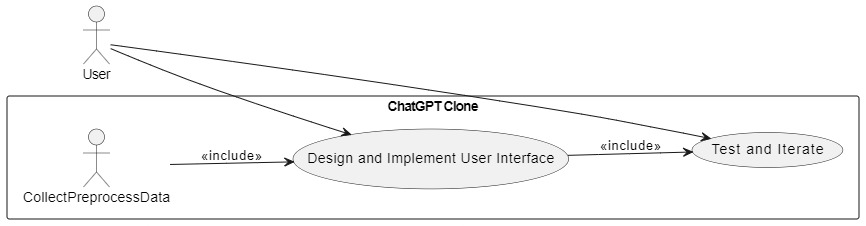 User
ChatGPT Clone
CollectPreprocessData
«include»
Design and Implement User Interface
«include»
Test and Iterate